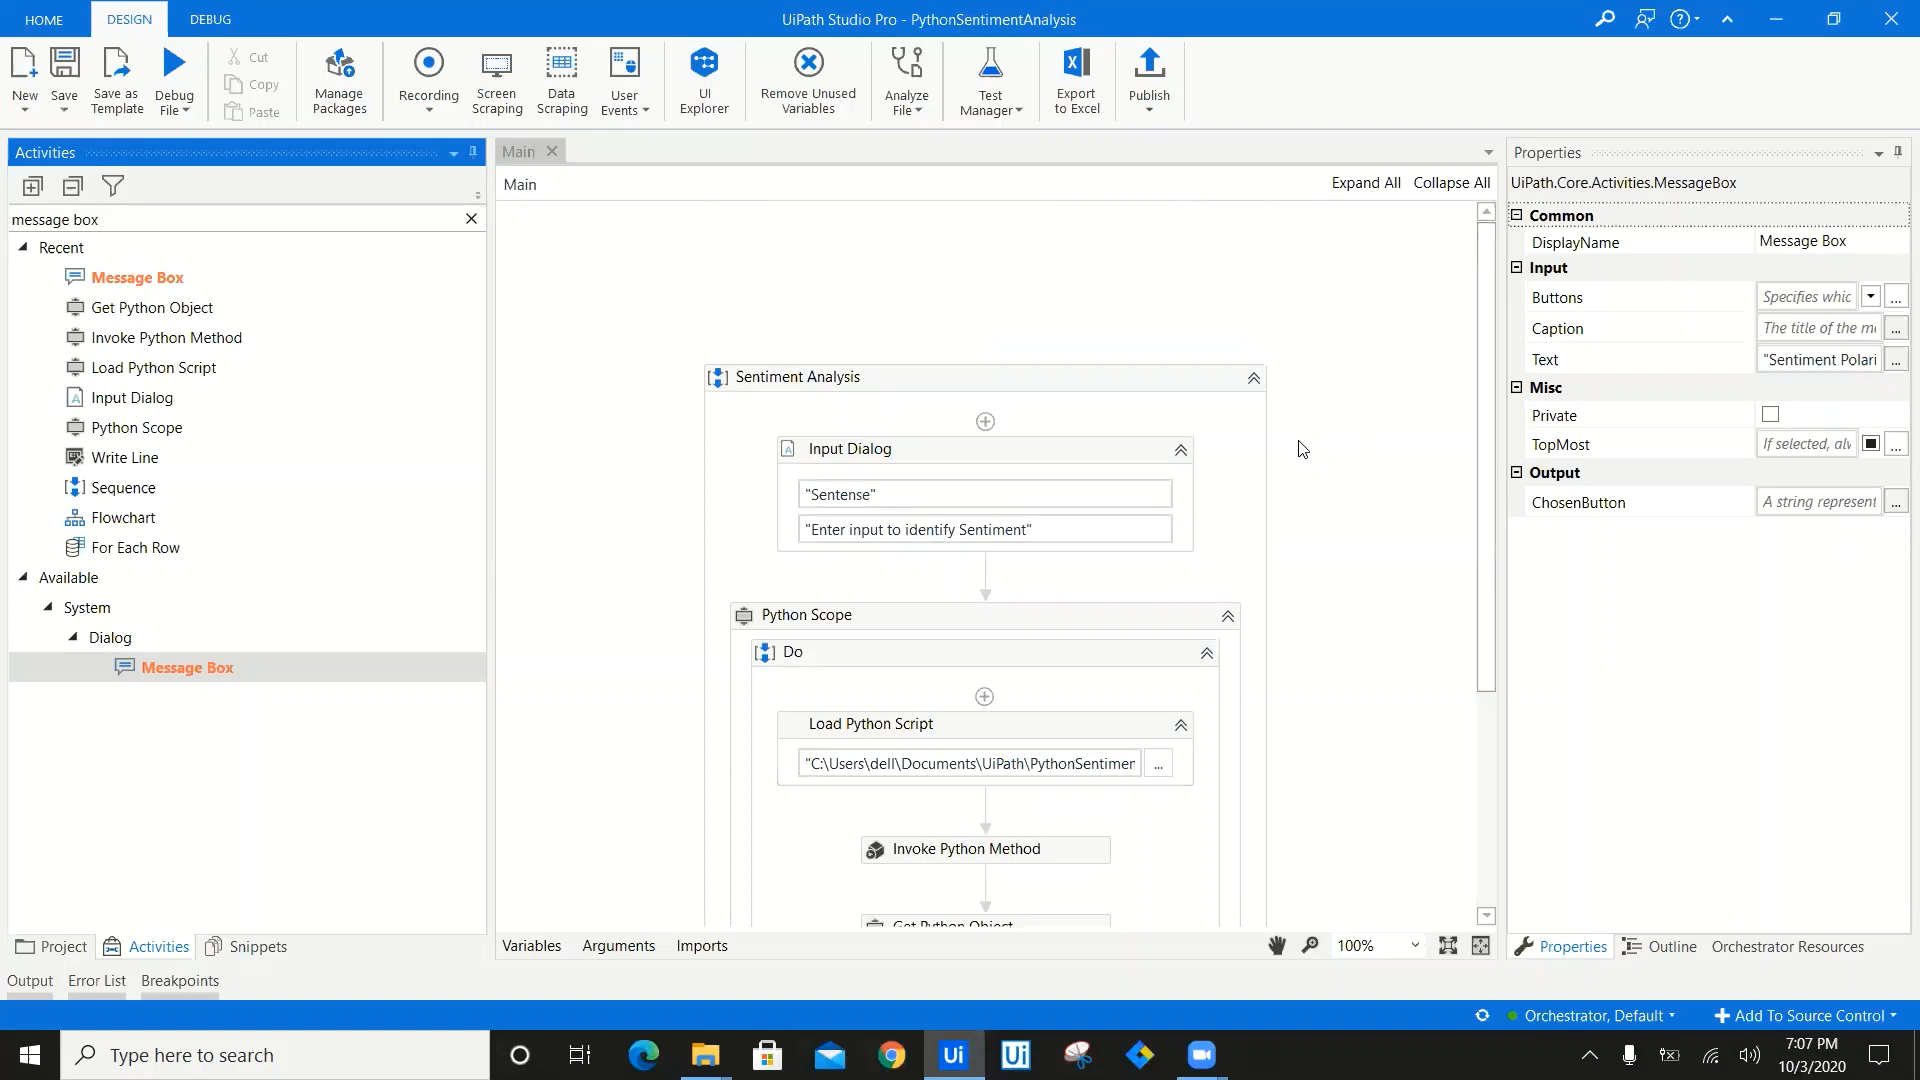 HOME DESIGN DEBUG UiPath Studio Pro - PythonSentimentAnalysis
New Save Save as Template Debug File Cut Copy Paste Manage Packages Recording Screen Scraping Data Scraping User Events UI Explorer Remove Unused Variables Analyze File Test Manager Export to Excel Publish
Activities
message box
Recent
Message Box
Get Python Object
Invoke Python Method
Load Python Script
Input Dialog
Python Scope
Write Line
Sequence
Flowchart
For Each Row
Available
System
Dialog
Message Box
Project Activities Snippets
Main
Main Expand All Collapse All
Sentiment Analysis
Input Dialog
"Sentense"
"Enter input to identify Sentiment"
Python Scope
Do
Load Python Script
"C:\Users\dell\Documents\UiPath\PythonSentimen ...
Invoke Python Method
Get Python Object
Variables Arguments Imports 100%
Properties
UiPath.Core.Activities.MessageBox
Common
DisplayName Message Box
Input
Buttons Specifies whic ...
Caption The title of the m ...
Text "Sentiment Polari ...
Misc
Private
TopMost If selected, alw ...
Output
ChosenButton A string represent ...
Properties Outline Orchestrator Resources
Output Error List Breakpoints
Orchestrator, Default Add To Source Control
Type here to search Ui Ui 7:07 PM
10/3/2020